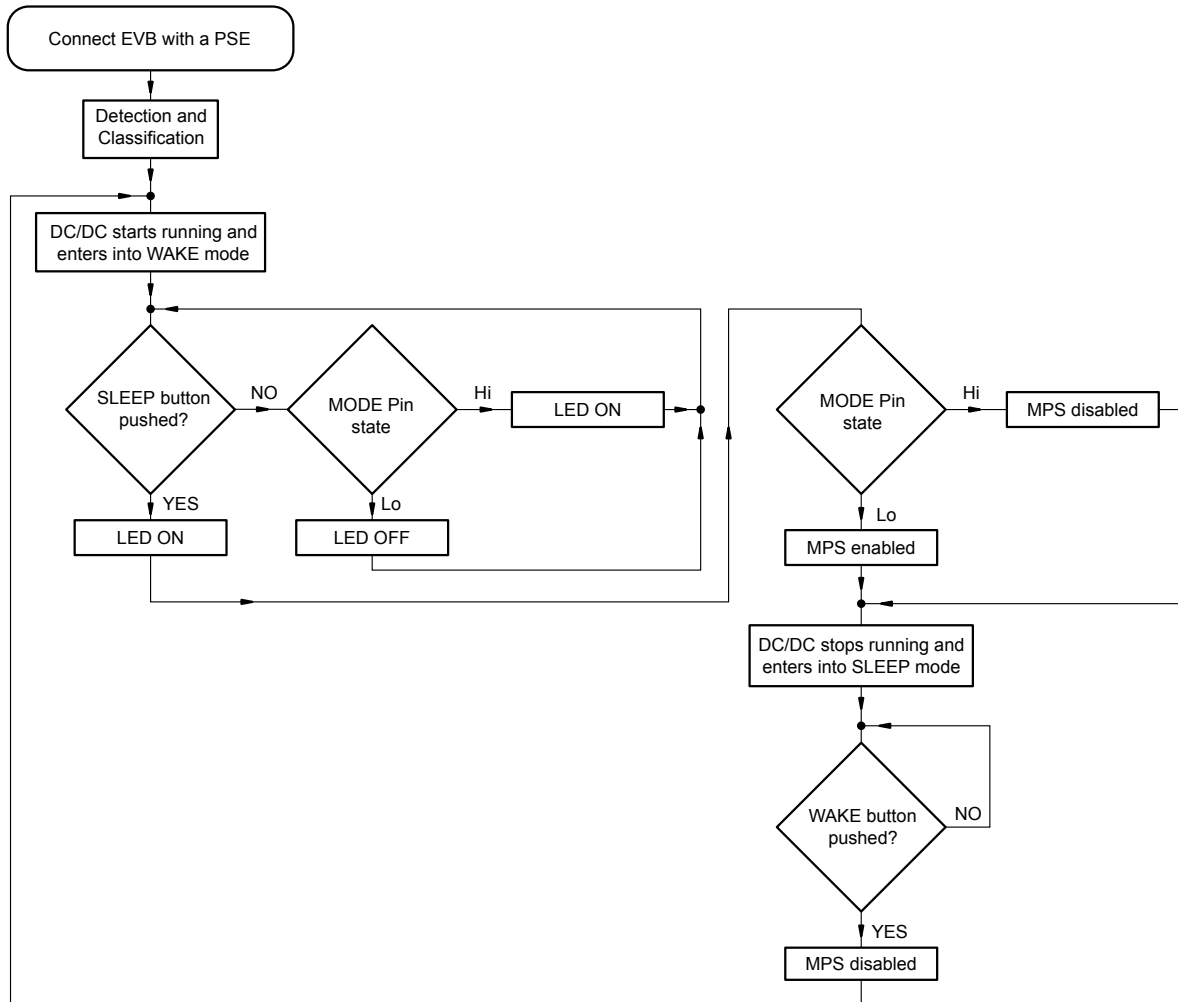 Connect EVB with a PSE
Detection and
Classification
DC/DC starts running and
enters into WAKE mode
SLEEP button
pushed?
NO
MODE Pin
state
Hi
LED ON
YES
LED ON
Lo
LED OFF
MODE Pin
state
Hi
MPS disabled
Lo
MPS enabled
DC/DC stops running and
enters into SLEEP mode
WAKE button
pushed?
NO
YES
MPS disabled